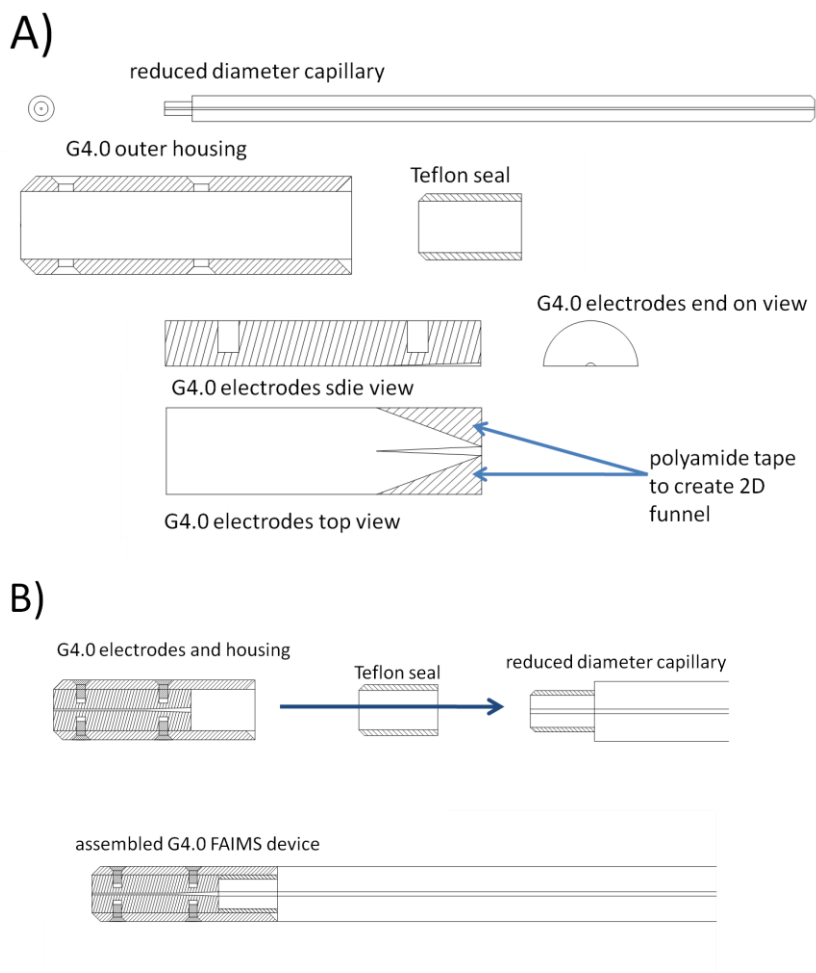 A)
reduced diameter capillary
G4.0 outer housing
Teflon seal
G4.0 electrodes end on view
G4.0 electrodes sdie view
polyamide tape
to create 2D
funnel
G4.0 electrodes top view
B)
G4.0 electrodes and housing
Teflon seal
reduced diameter capillary
assembled G4.0 FAIMS device